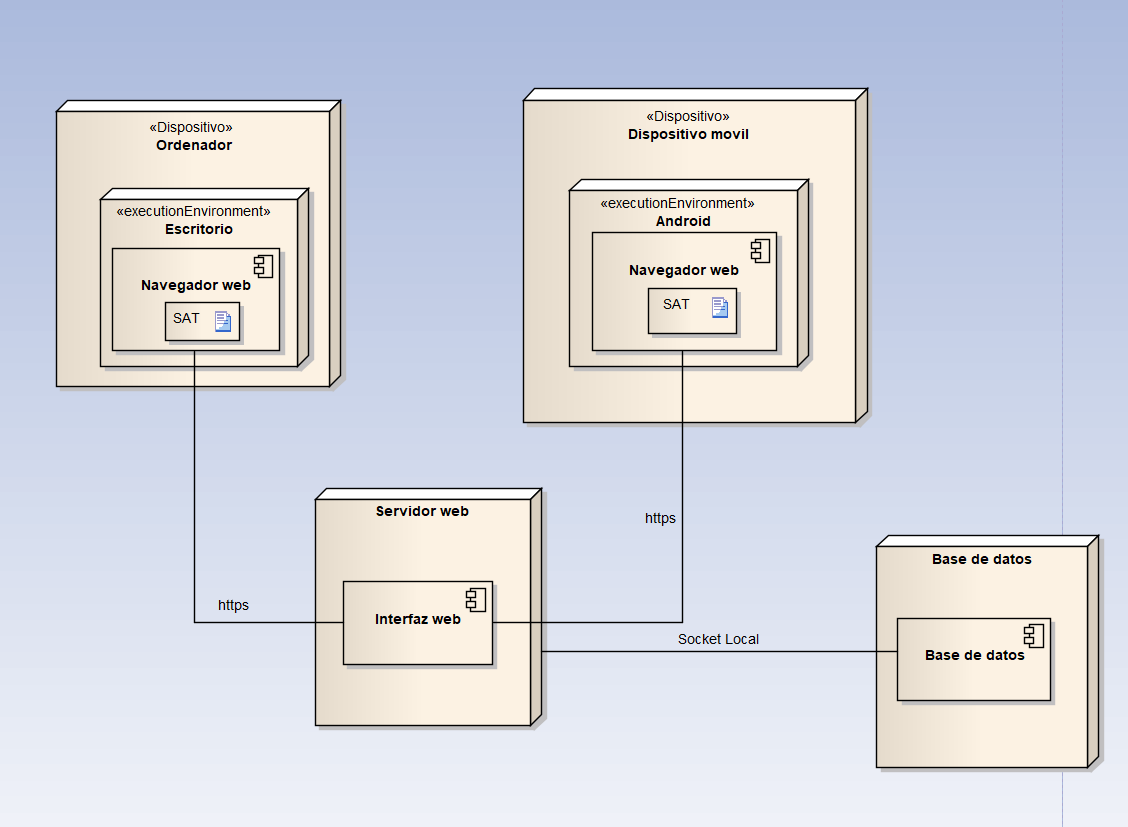 «Dispositivo»
Ordenador
«executionEnvironment»
Escritorio
Navegador web
SAT
«Dispositivo»
Dispositivo movil
«executionEnvironment»
Android
Navegador web
SAT
Servidor web
Interfaz web
https
https
Socket Local
Base de datos
Base de datos